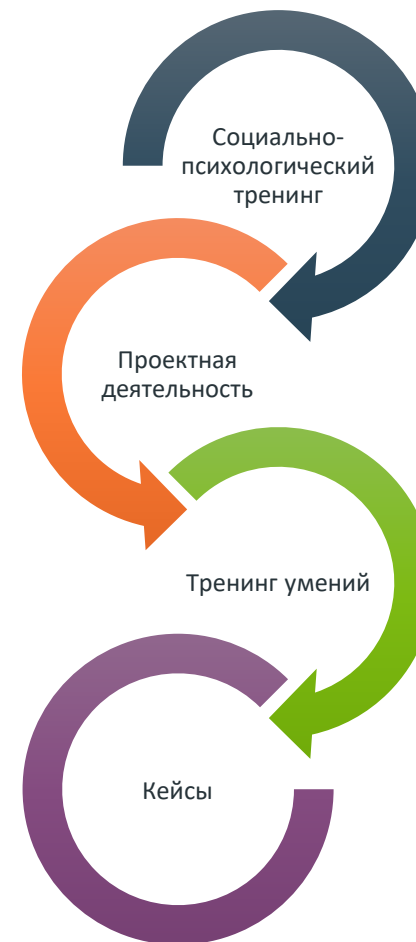 Социально-
психологический
тренинг
Проектная
деятельность
Тренинг умений
Кейсы